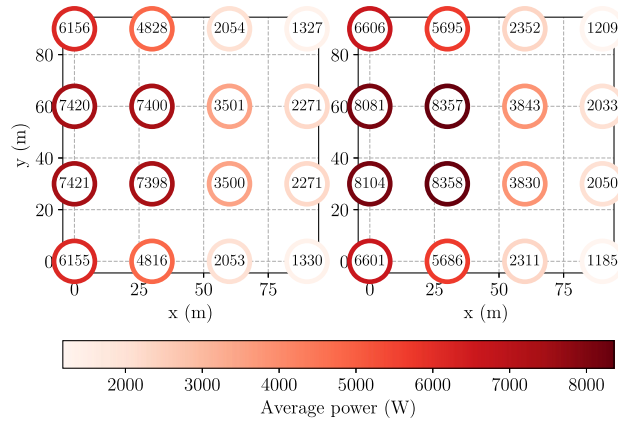 6156 4828 2054 1327 6606 5695 2352 1209
80
60 7420 7400 3501 2271 8081 8357 3843 2033
y (m)
40
7421 7398 3500 2271 8104 8358 3830 2050
20
0 6155 4816 2053 1330 6601 5686 2311 1185
0 25 50 75 0 25 50 75
x (m) x (m)
2000 3000 4000 5000 6000 7000 8000
Average power (W)